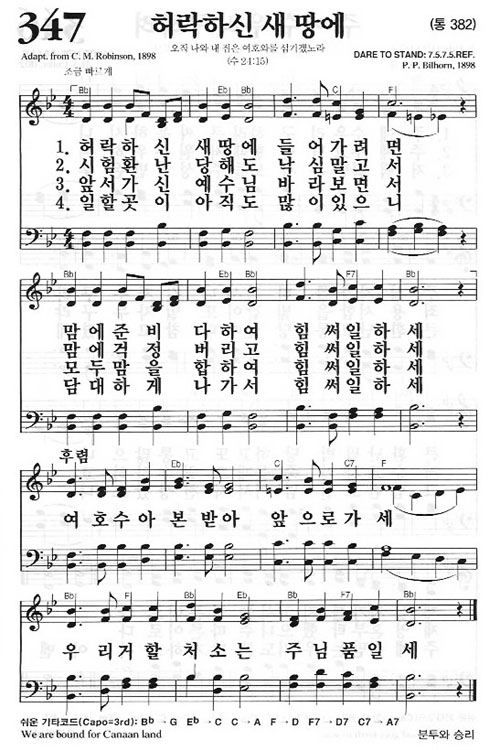 347 허락하신 새 땅에 (통 382)
오직 나와 내 집은 여호와를 섬기겠노라
Adapt. from C. M. Robinson, 1898
(수 24:15)
DARE TO STAND: 7.5.7.5.REF.
P. P. Bilhorn, 1898
조금 빠르게
Bb Eb Bb C F
1. 허락하 신 새땅에 들어가려 면
2. 시험환 난 당해도 낙심말고 서
3. 앞서가 신 예수님 바라보면 서
4. 일할곳 이 아직도 많이있으 니
Bb Eb Bb F7 Bb
맘에준 비 다하여 힘써일하 세
맘에걱 정을 버리고 힘써일하 세
모두맘 을 합하여 힘써일하 세
담대하 게 나가서 힘써일하 세
후렴
Eb C C7 F
여호수아 본받아 앞으로가 세
Bb F Bb Eb Bb F Bb
우리거할 처소는 주님품일 세
쉬운 기타코드(Capo=3rd): Bb - G Eb - C C - A F - D F7 - D7 C7 - A7
We are bound for Canaan land
분투와 승리